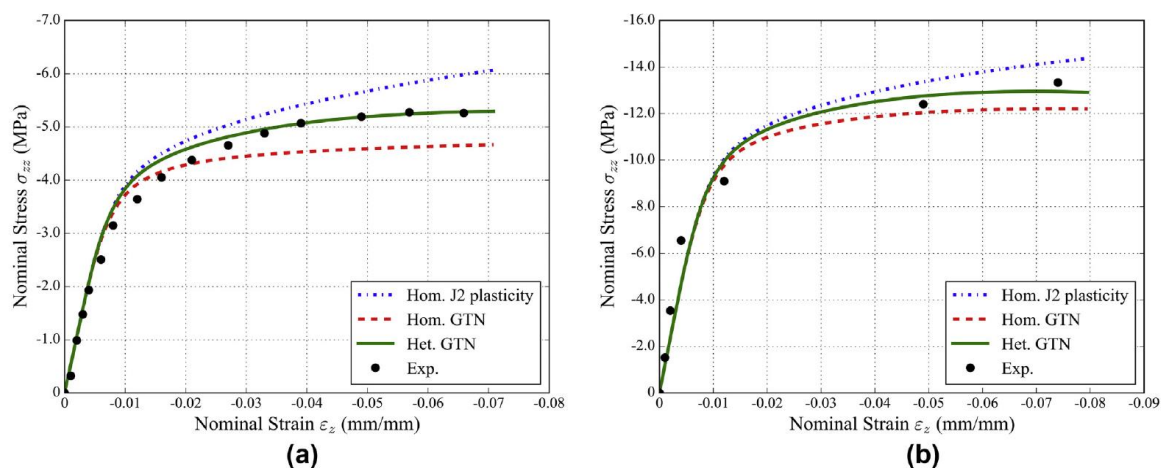 -7.0
-6.0
-5.0
-4.0
-3.0
-2.0
-1.0
0
0
-0.01
-0.02
-0.03
-0.04
-0.05
-0.06
-0.07
-0.08
Nominal Stress σzz (MPa)
Nominal Strain εz (mm/mm)
Hom. J2 plasticity
Hom. GTN
Het. GTN
Exp.
(a)
-16.0
-14.0
-12.0
-10.0
-8.0
-6.0
-4.0
-2.0
0
0
-0.01
-0.02
-0.03
-0.04
-0.05
-0.06
-0.07
-0.08
-0.09
Nominal Stress σzz (MPa)
Nominal Strain εz (mm/mm)
Hom. J2 plasticity
Hom. GTN
Het. GTN
Exp.
(b)